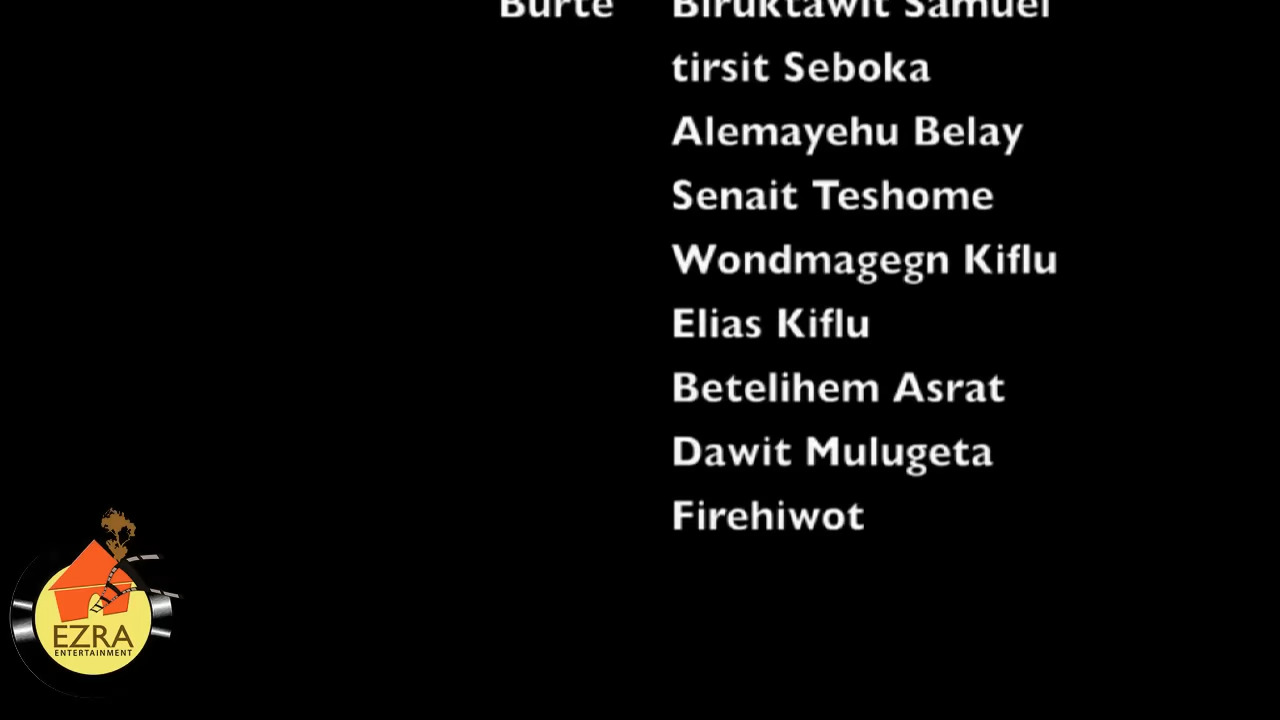 Burte Biruktawit Samuel
tirsit Seboka
Alemayehu Belay
Senait Teshome
Wondmagegn Kiflu
Elias Kiflu
Betelihem Asrat
Dawit Mulugeta
Firehiwot
EZRA
ENTERTAINMENT